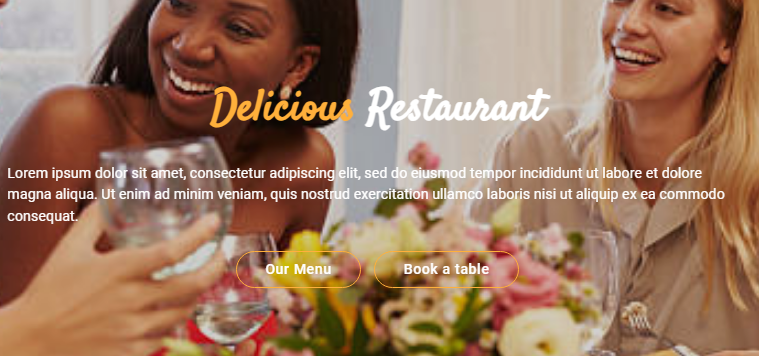 Delicious Restaurant
Lorem ipsum dolor sit amet, consectetur adipiscing elit, sed do eiusmod tempor incididunt ut labore et dolore
magna aliqua. Ut enim ad minim veniam, quis nostrud exercitation ullamco laboris nisi ut aliquip ex ea commodo
consequat.
Our Menu Book a table